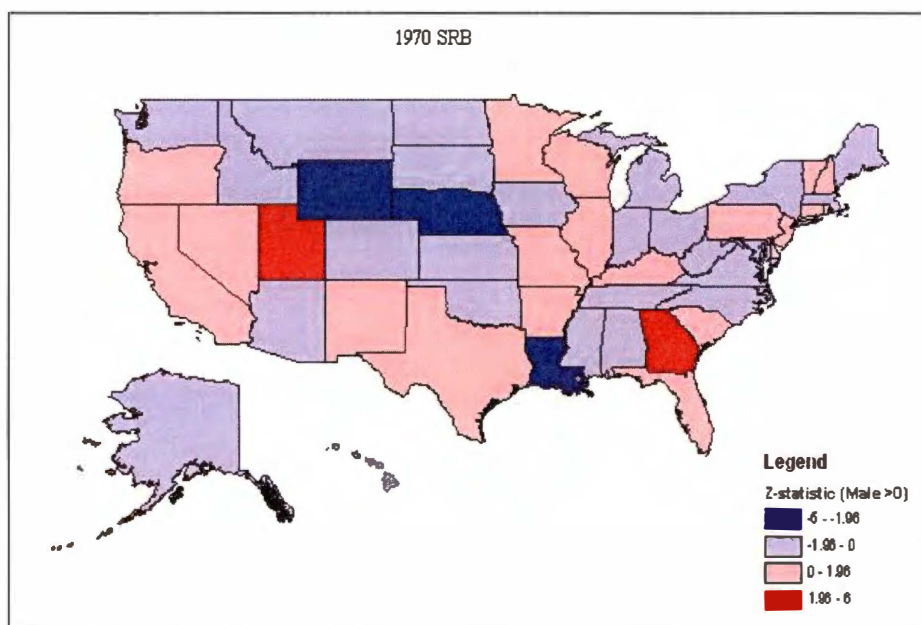 1970 SRB
Legend
Z-statistic (Male >0)
-6 - -1.96
-1.96 - 0
0 - 1.96
1.96 - 6